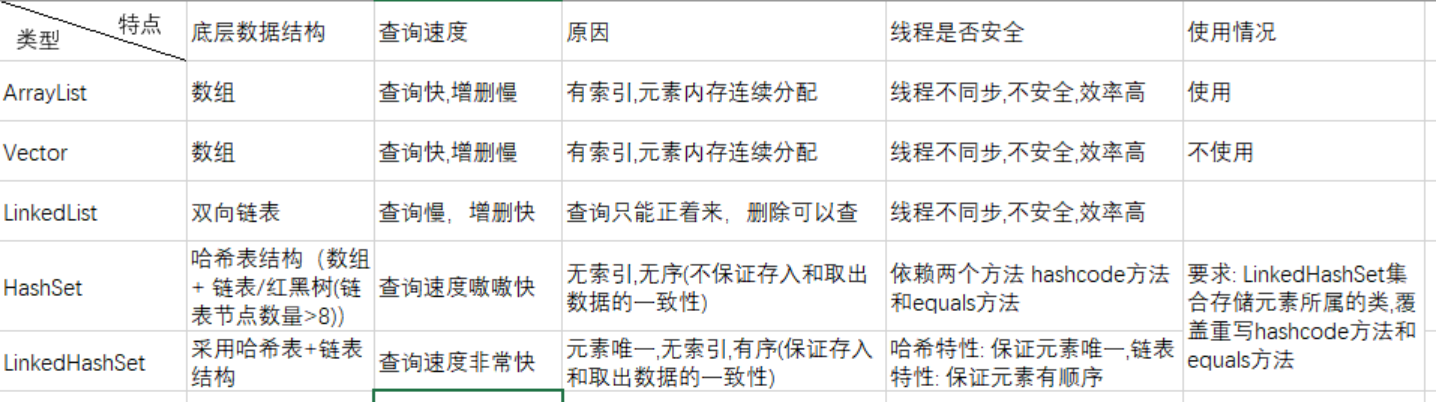 特点
类型
底层数据结构
查询速度
原因
线程是否安全
使用情况
ArrayList
数组
查询快,增删慢
有索引,元素内存连续分配
线程不同步,不安全,效率高
使用
Vector
数组
查询快,增删慢
有索引,元素内存连续分配
线程不同步,不安全,效率高
不使用
LinkedList
双向链表
查询慢，增删快
查询只能正着来，删除可以查
线程不同步,不安全,效率高
HashSet
哈希表结构（数组
+ 链表/红黑树(链
表节点数量>8))
查询速度嗷嗷快
无索引,无序(不保证存入和取出
数据的一致性)
依赖两个方法 hashcode方法
和equals方法
要求: LinkedHashSet集
合存储元素所属的类,覆
盖重写hashcode方法和
equals方法
LinkedHashSet
采用哈希表+链表
结构
查询速度非常快
元素唯一,无索引,有序(保证存入
和取出数据的一致性)
哈希特性: 保证元素唯一,链表
特性: 保证元素有顺序